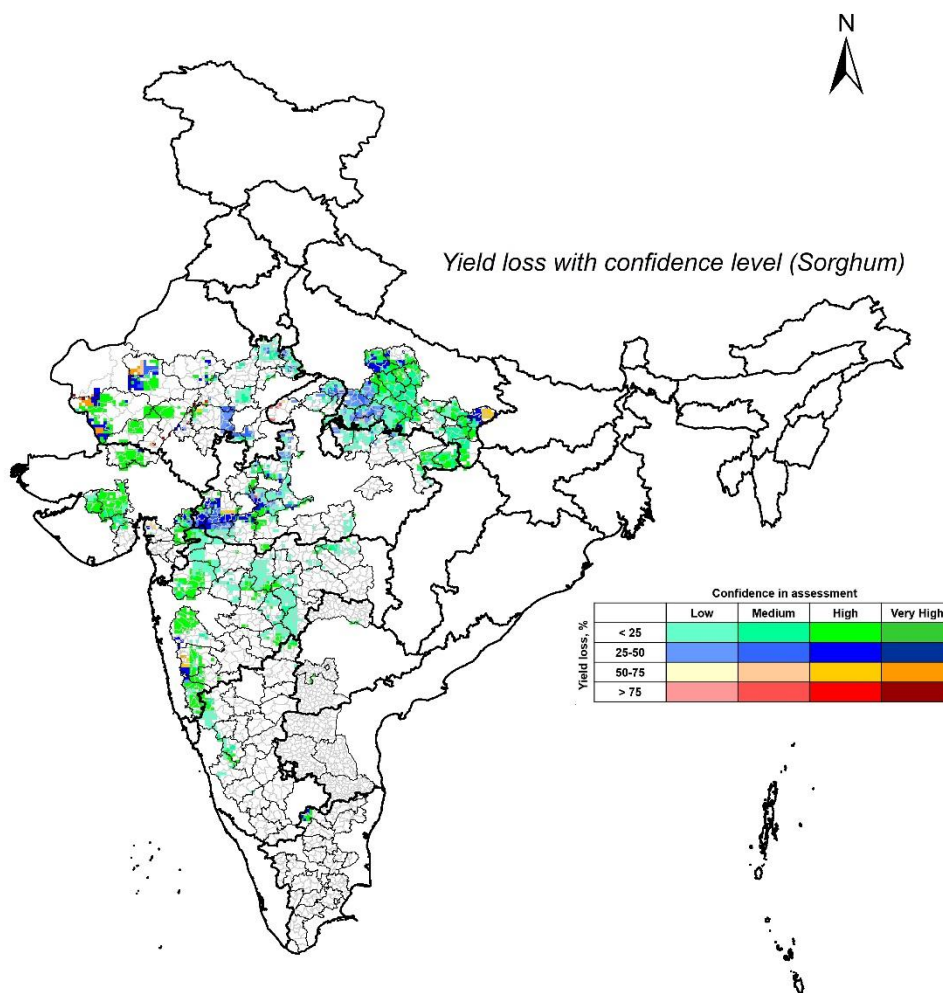 N
Yield loss with confidence level (Sorghum)
Confidence in assessment
Low Medium High Very High
Yield loss, %
< 25
25-50
50-75
> 75